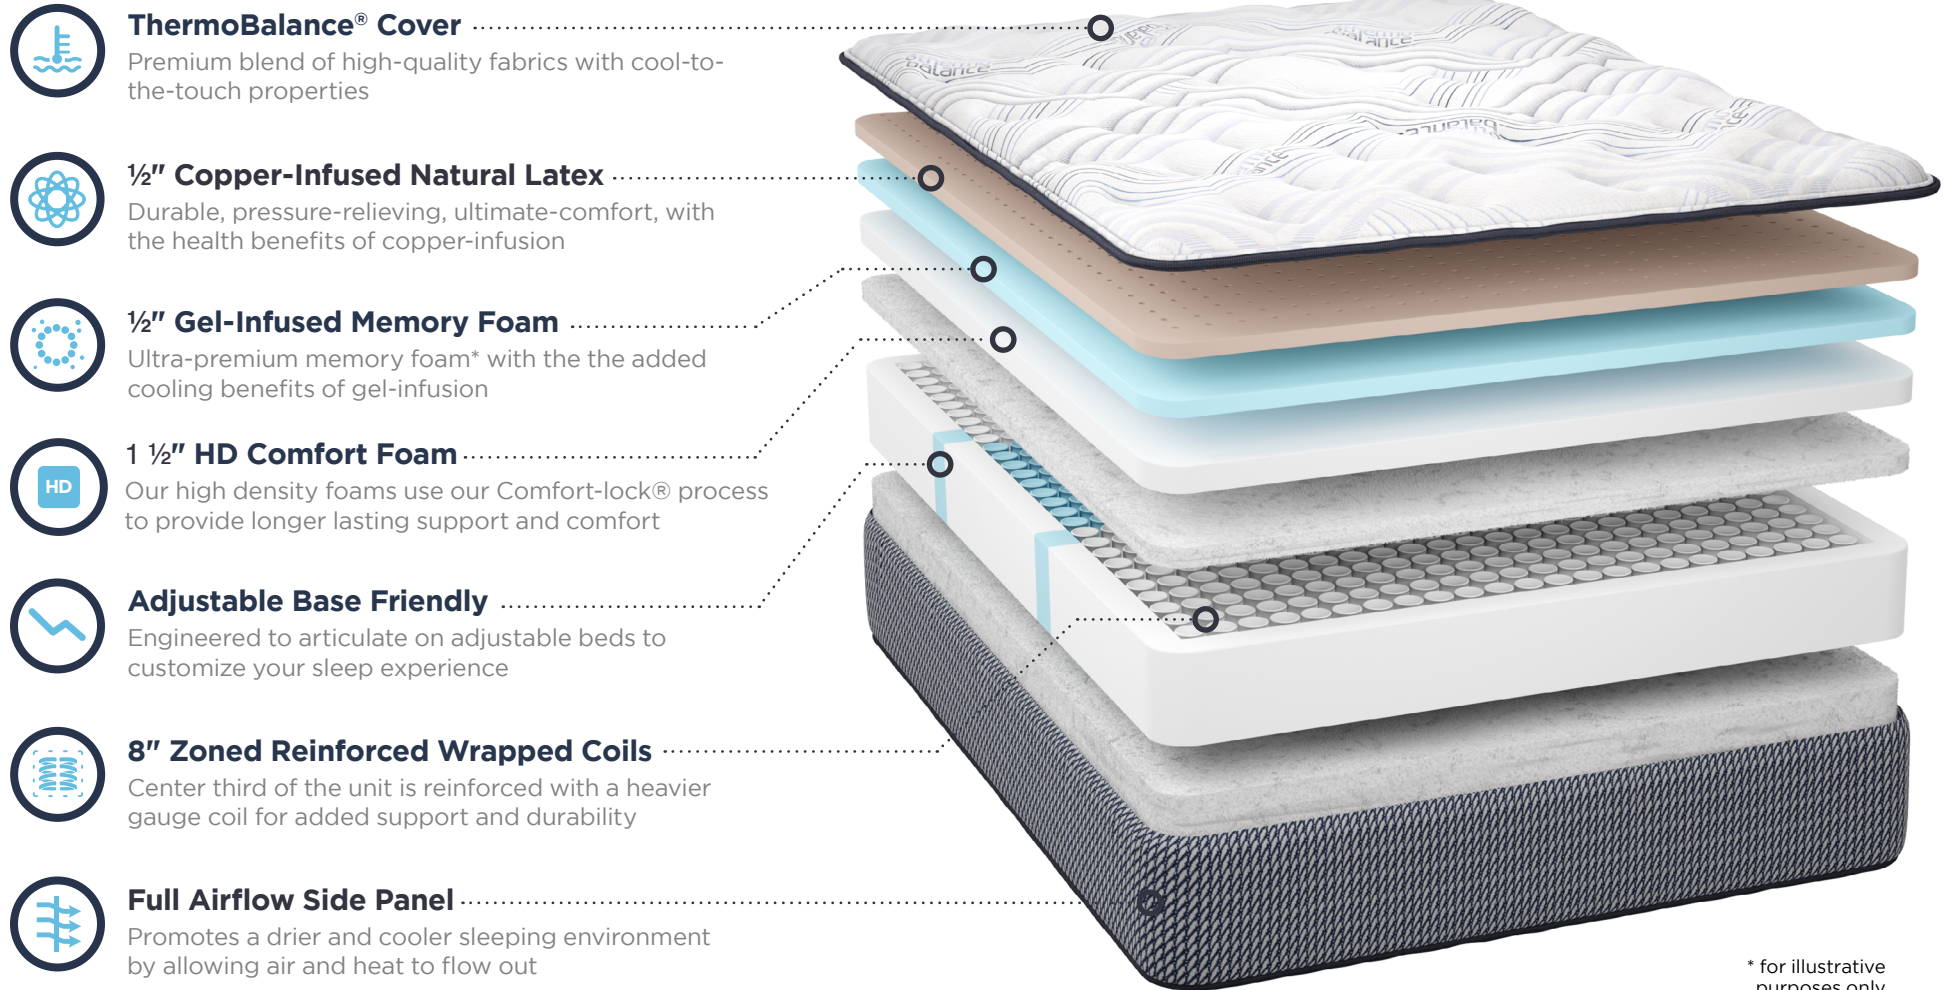 ThermoBalance® Cover
Premium blend of high-quality fabrics with cool-to-
the-touch properties
½" Copper-Infused Natural Latex
Durable, pressure-relieving, ultimate-comfort, with
the health benefits of copper-infusion
½" Gel-Infused Memory Foam
Ultra-premium memory foam* with the the added
cooling benefits of gel-infusion
1 ½" HD Comfort Foam
HD
Our high density foams use our Comfort-lock® process
to provide longer lasting support and comfort
Adjustable Base Friendly
Engineered to articulate on adjustable beds to
customize your sleep experience
8" Zoned Reinforced Wrapped Coils
Center third of the unit is reinforced with a heavier
gauge coil for added support and durability
Full Airflow Side Panel
Promotes a drier and cooler sleeping environment
by allowing air and heat to flow out
balance
balance
balance
* for illustrative
purposes only